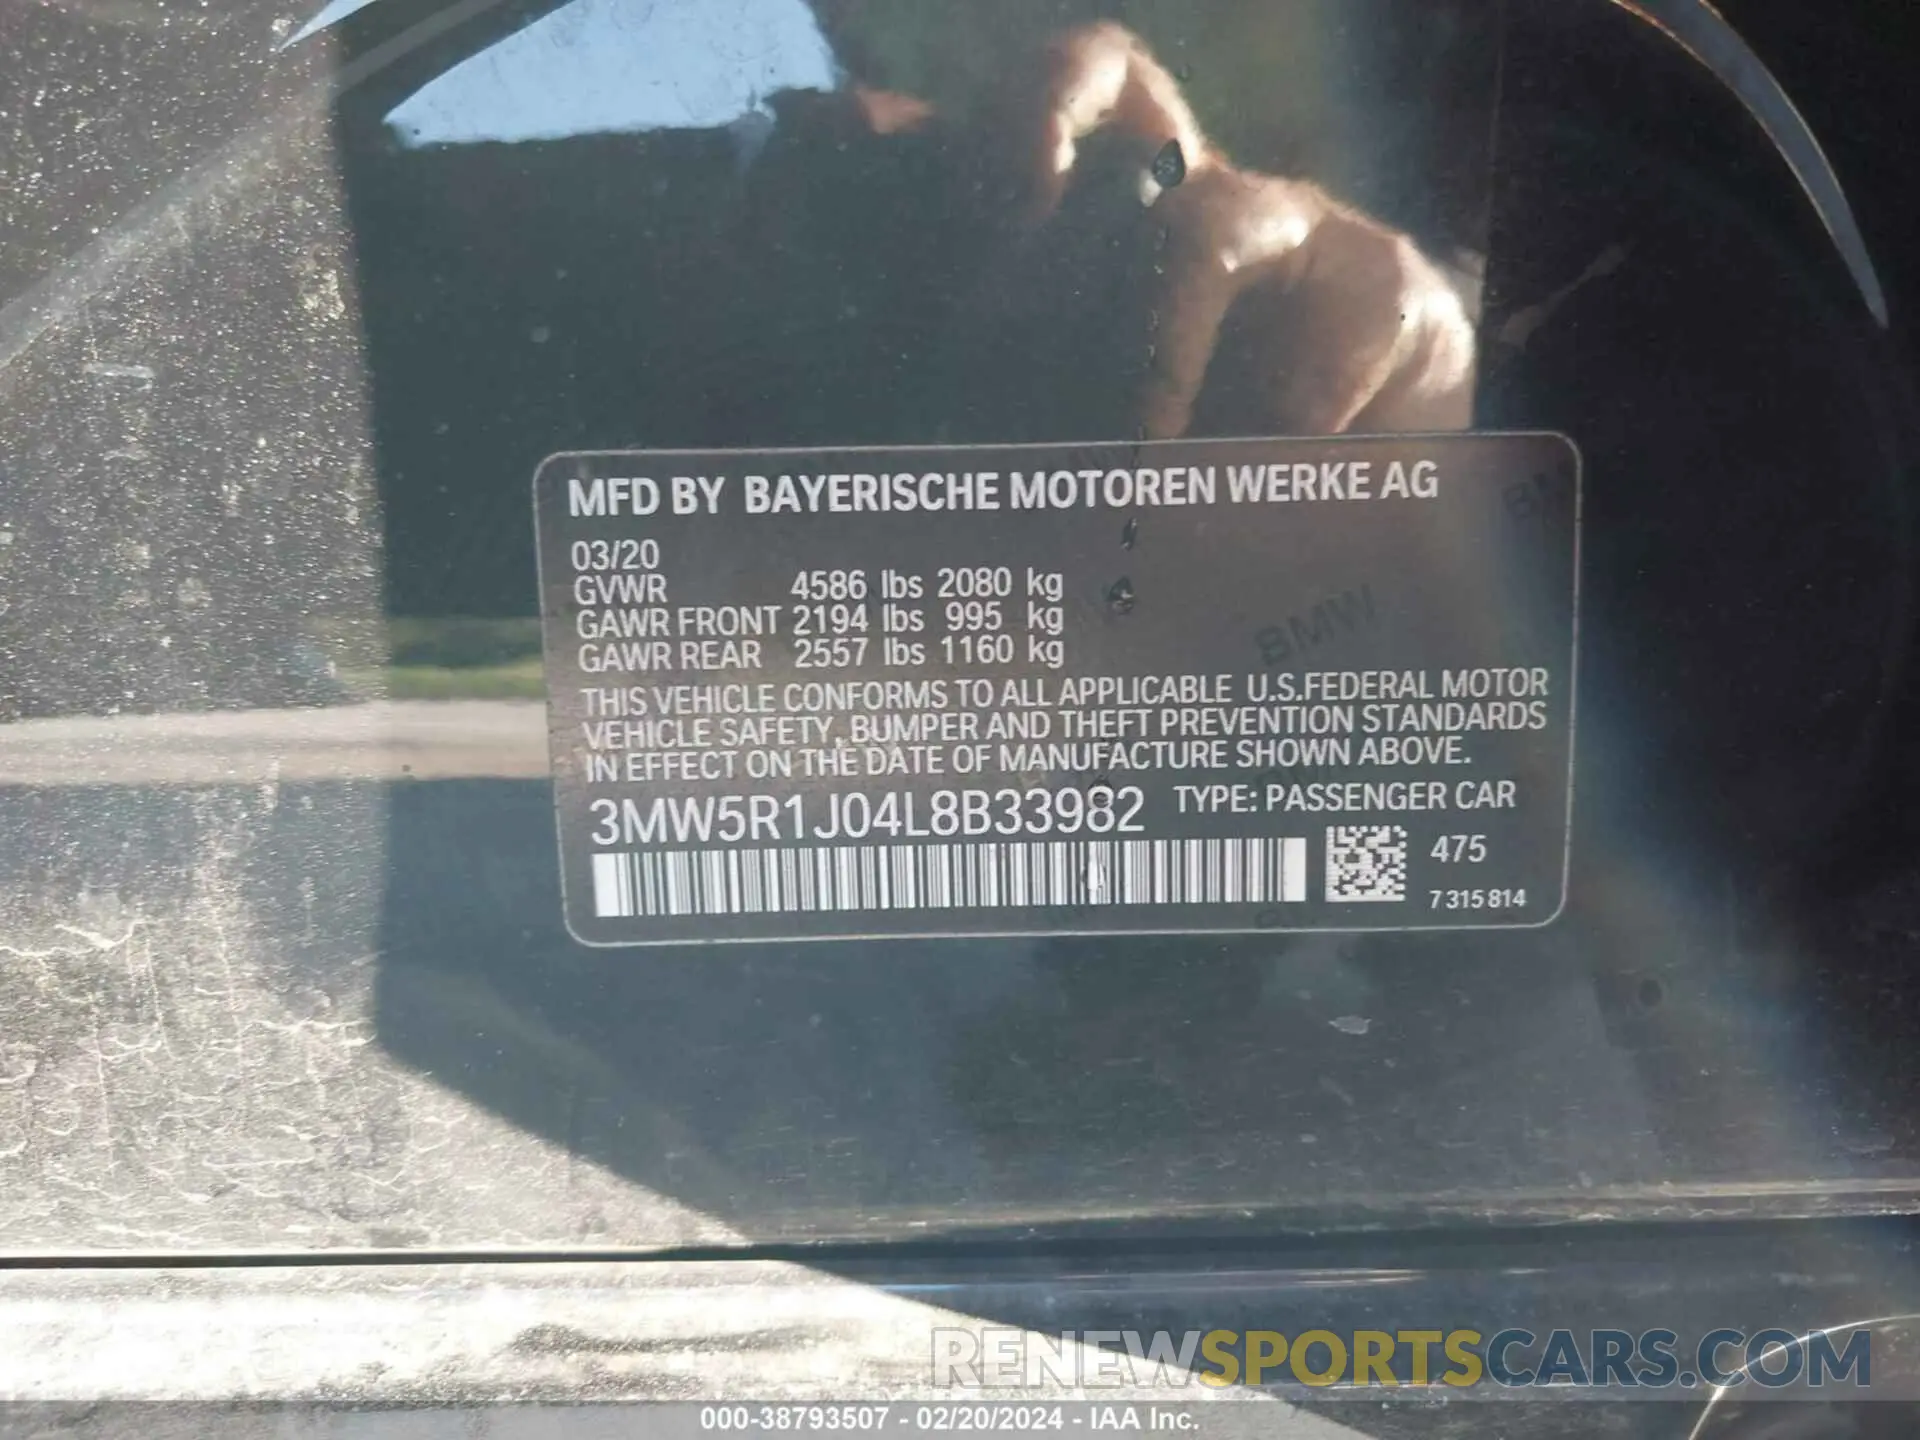 MFD BY BAYERISCHE MOTOREN WERKE AG
03/20
GVWR 4586 lbs 2080 kg
GAWR FRONT 2194 lbs 995 kg
GAWR REAR 2557 lbs 1160 kg
THIS VEHICLE CONFORMS TO ALL APPLICABLE U.S.FEDERAL MOTOR
VEHICLE SAFETY, BUMPER AND THEFT PREVENTION STANDARDS
IN EFFECT ON THE DATE OF MANUFACTURE SHOWN ABOVE.
3MW5R1J04L8B33982 TYPE: PASSENGER CAR
475
7 315 814
BMW
RENEWSPORTSCARS.COM
000-38793507 - 02/20/2024 - IAA Inc.